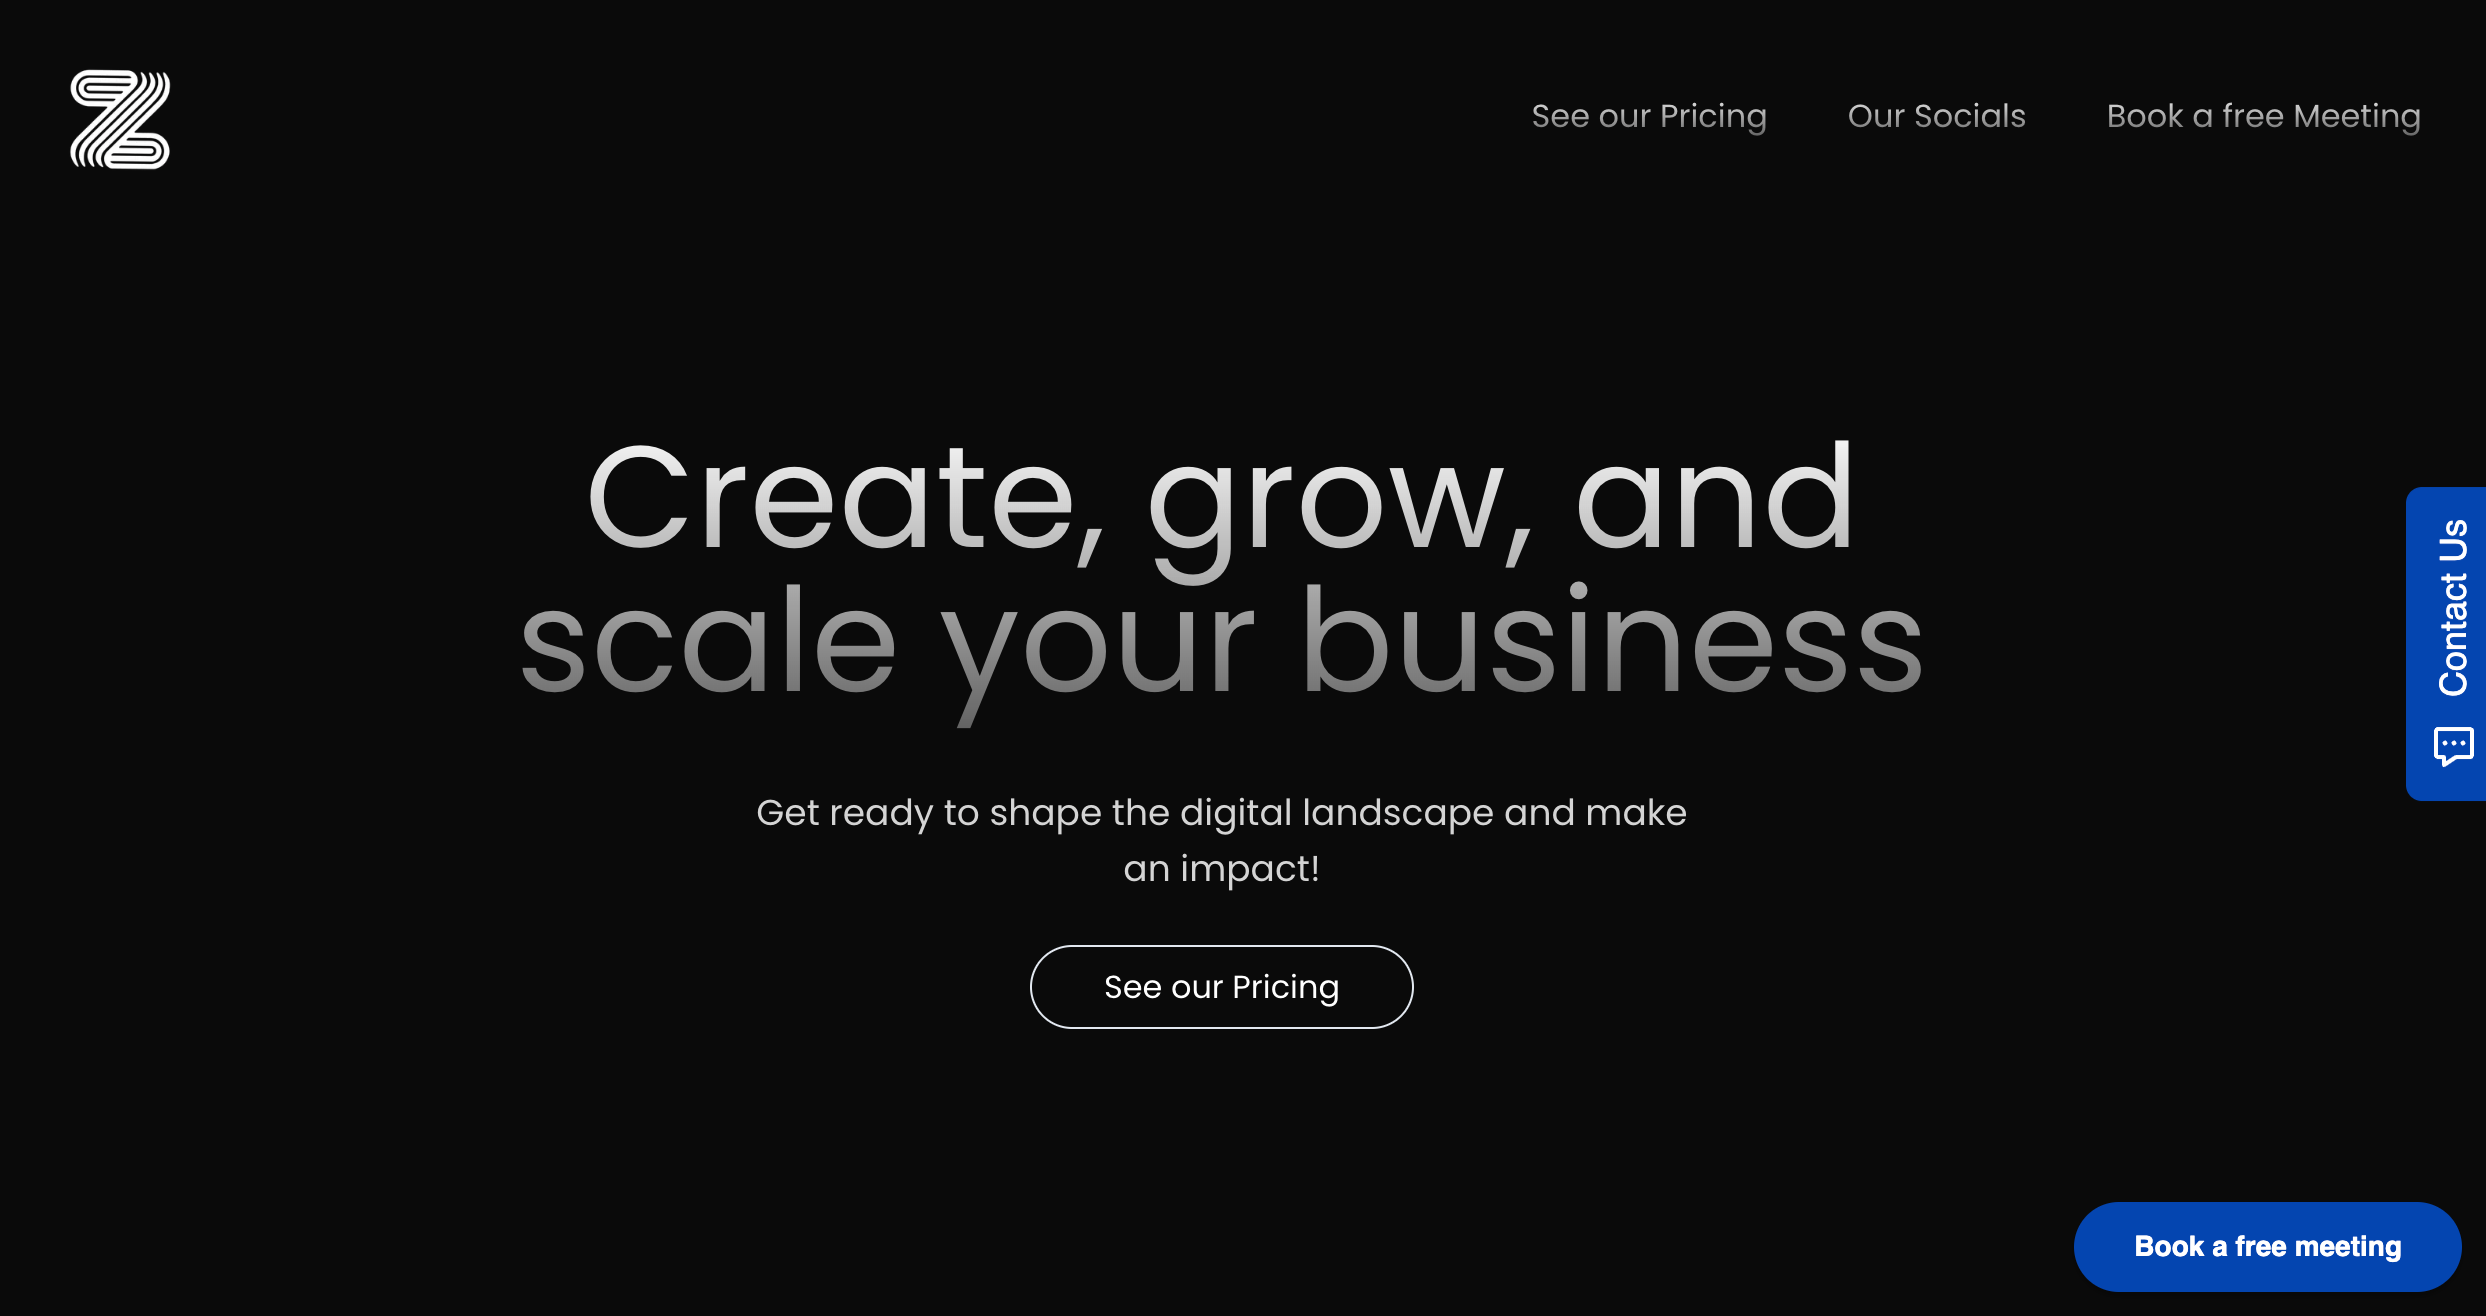 Z
See our Pricing
Our Socials
Book a free Meeting
Create, grow, and
scale your business
Get ready to shape the digital landscape and make
an impact!
See our Pricing
Contact Us
Book a free meeting